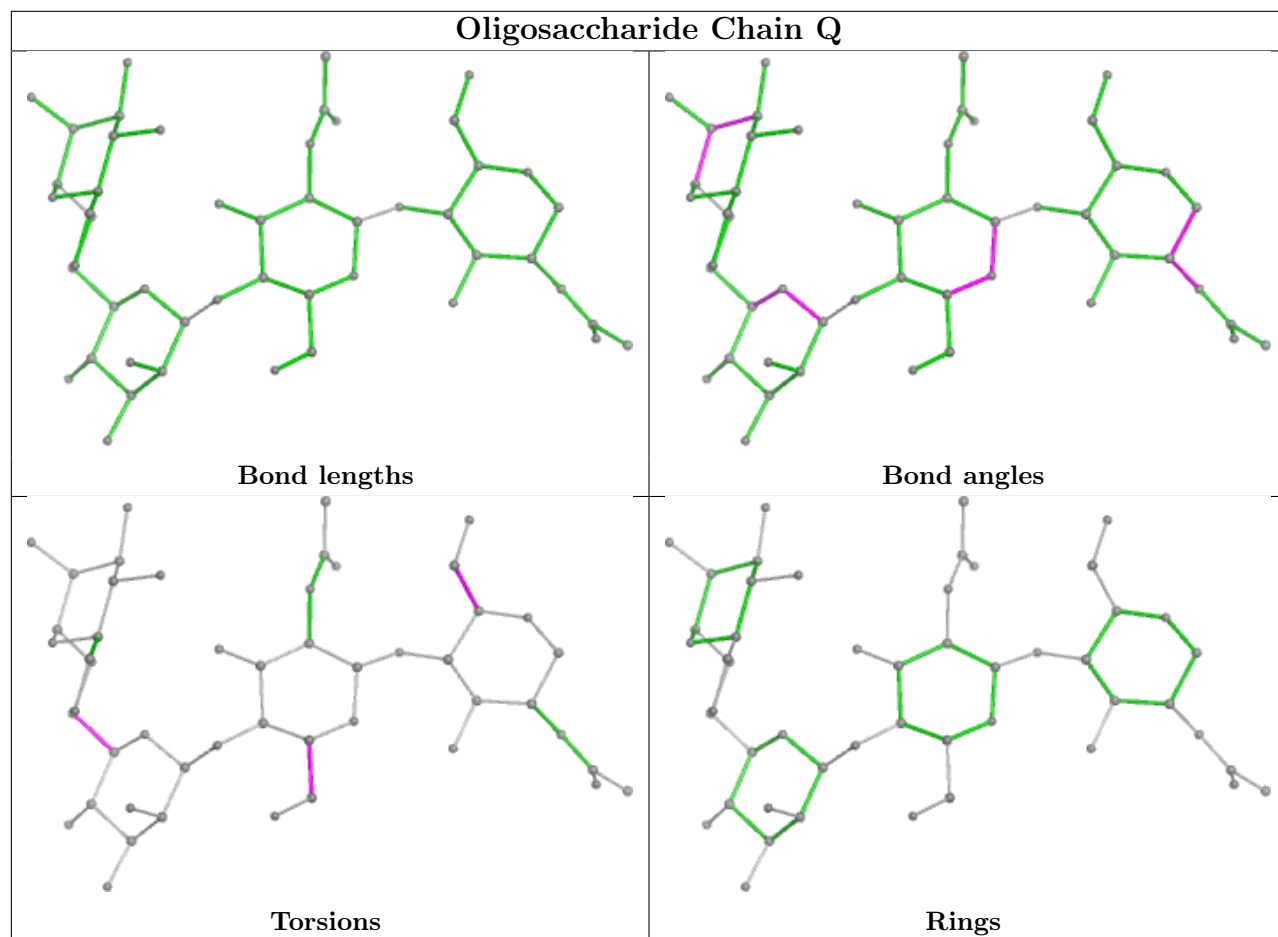 Oligosaccharide Chain Q
Bond lengths
Bond angles
Torsions
Rings